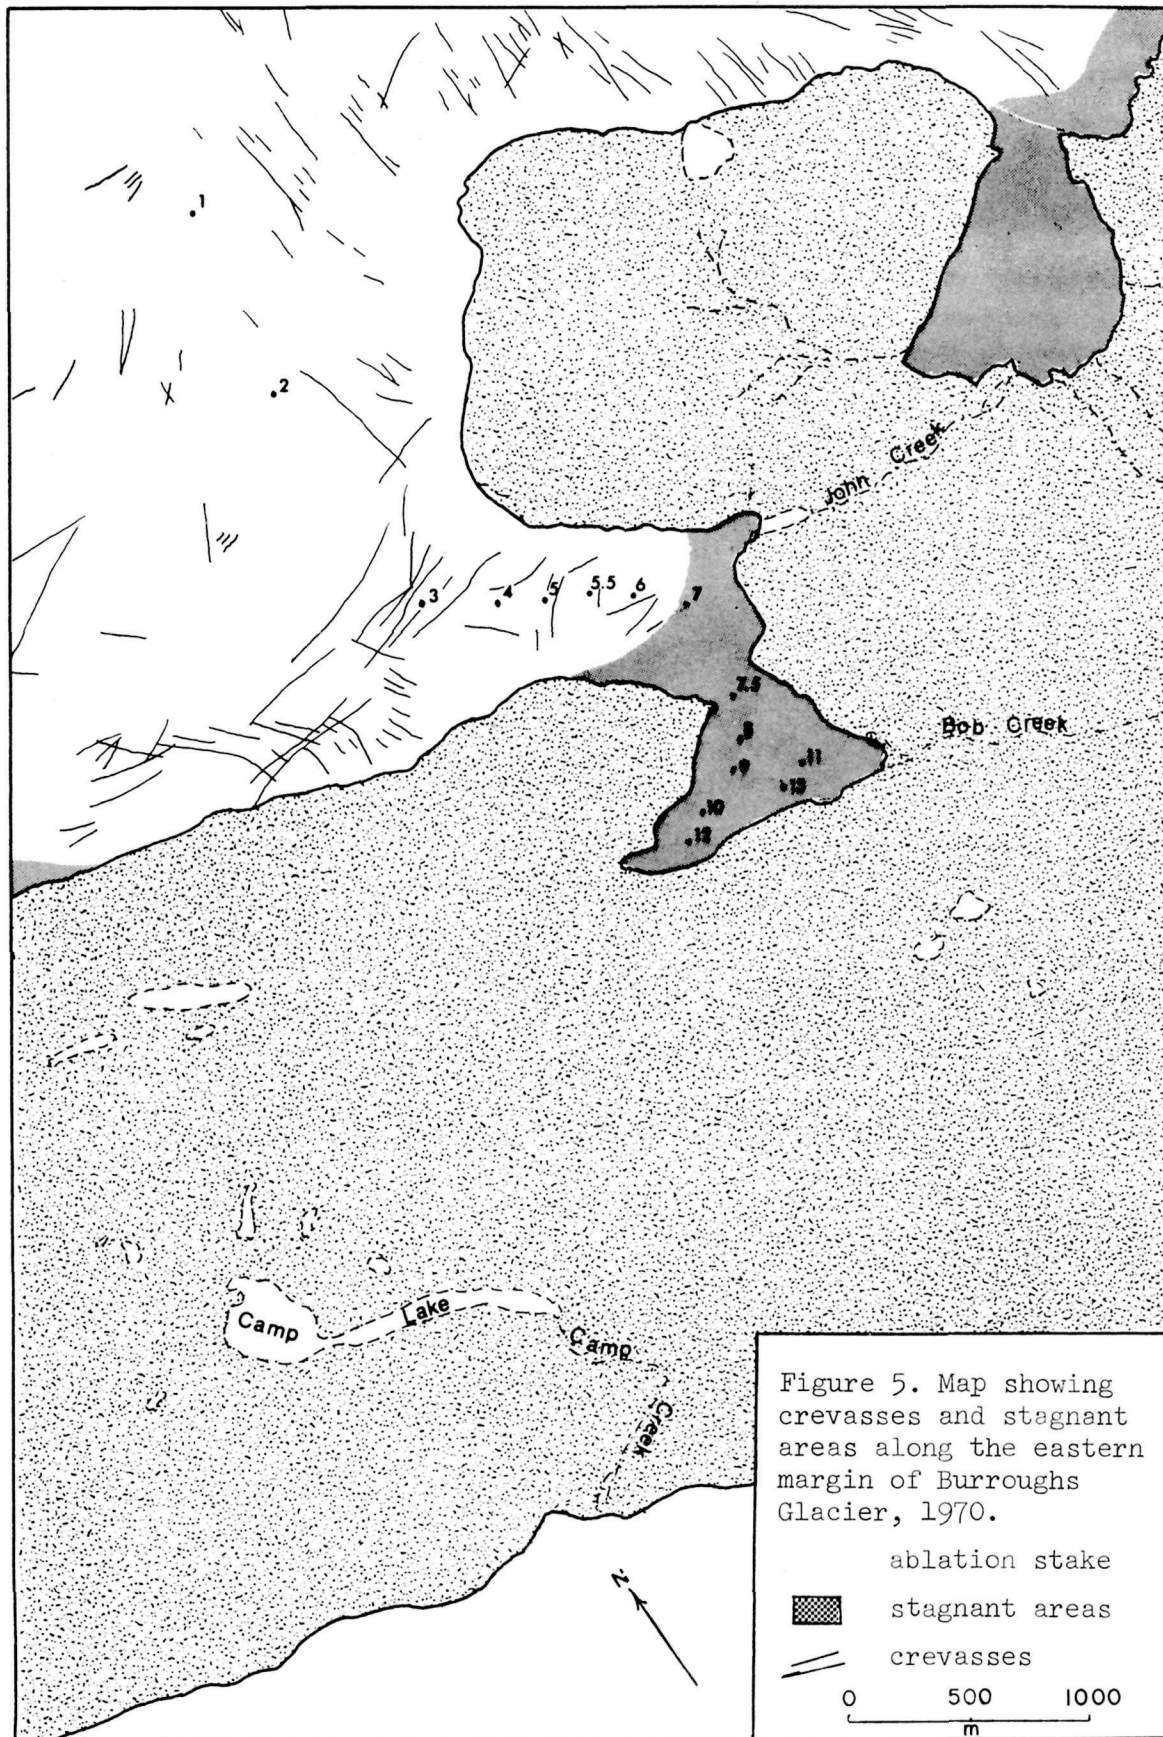 1
2
3
4
5
5.5
6
7
7.5
8
9
10
11
12
13
John Creek
Bob Creek
Camp Lake
Camp Creek
N
Figure 5. Map showing
crevasses and stagnant
areas along the eastern
margin of Burroughs
Glacier, 1970.
ablation stake
stagnant areas
crevasses
0 500 1000
m